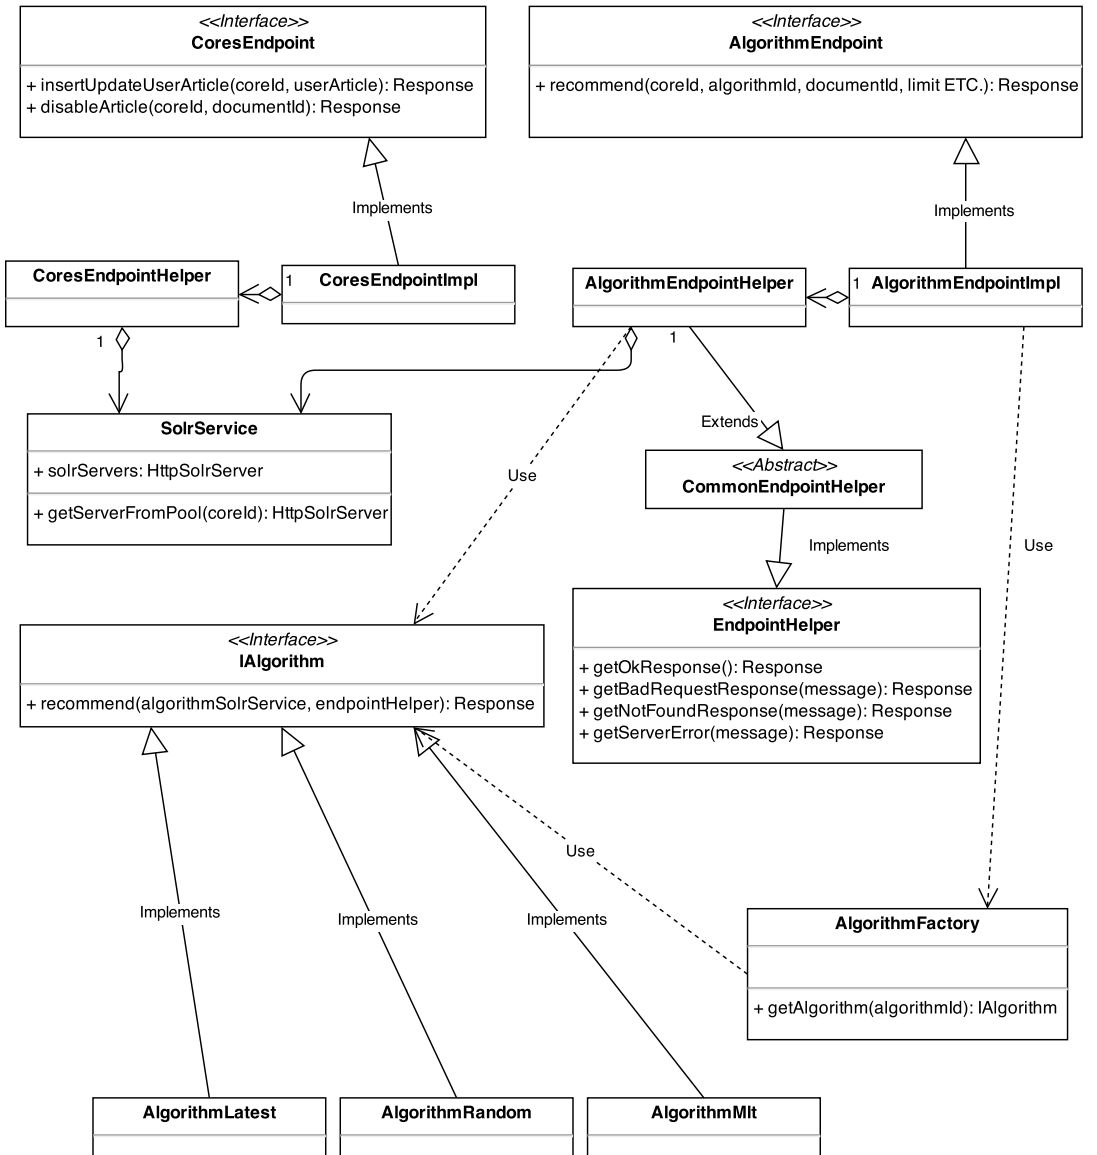 <<Interface>>
CoresEndpoint
+ insertUpdateUserArticle(coreId, userArticle): Response
+ disableArticle(coreId, documentId): Response
<<Interface>>
AlgorithmEndpoint
+ recommend(coreId, algorithmId, documentId, limit ETC.): Response
Implements
Implements
CoresEndpointHelper
1
CoresEndpointImpl
AlgorithmEndpointHelper
1
AlgorithmEndpointImpl
1
1
SolrService
+ solrServers: HttpSolrServer
+ getServerFromPool(coreId): HttpSolrServer
Extends
Use
<<Abstract>>
CommonEndpointHelper
Implements
Use
<<Interface>>
EndpointHelper
+ getOkResponse(): Response
+ getBadRequestResponse(message): Response
+ getNotFoundResponse(message): Response
+ getServerError(message): Response
<<Interface>>
IAlgorithm
+ recommend(algorithmSolrService, endpointHelper): Response
Use
Implements
Implements
Implements
AlgorithmFactory
+ getAlgorithm(algorithmId): IAlgorithm
AlgorithmLatest
AlgorithmRandom
AlgorithmMlt